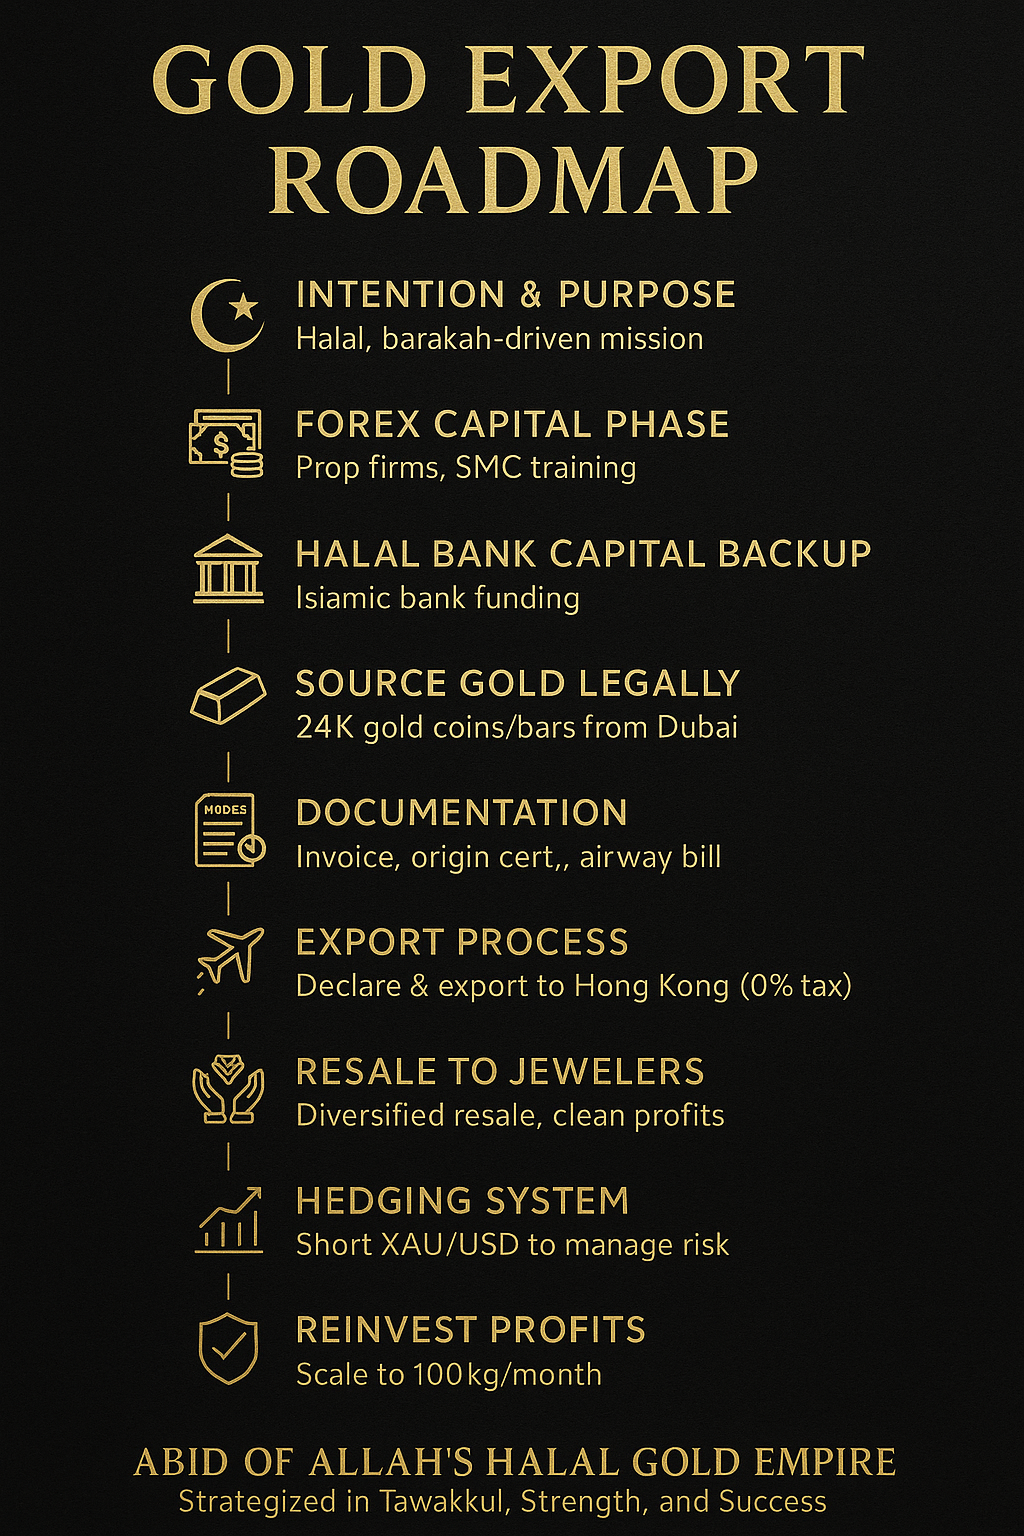 GOLD EXPORT
ROADMAP
INTENTION & PURPOSE
Halal, barakah-driven mission
FOREX CAPITAL PHASE
Prop firms, SMC training
HALAL BANK CAPITAL BACKUP
Isiamic bank funding
SOURCE GOLD LEGALLY
24K gold coins/bars from Dubai
MODES
DOCUMENTATION
Invoice, origin cert,, airway bill
EXPORT PROCESS
Declare & export to Hong Kong (0% tax)
RESALE TO JEWELERS
Diversified resale, clean profits
HEDGING SYSTEM
Short XAU/USD to manage risk
REINVEST PROFITS
Scale to 100kg/month
ABID OF ALLAH'S HALAL GOLD EMPIRE
Strategized in Tawakkul, Strength, and Success
$